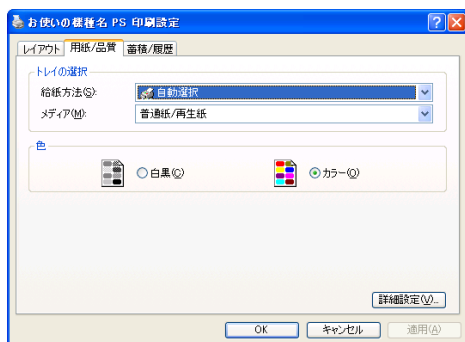 お使いの機種名 PS 印刷設定
レイアウト 用紙/品質 蓄積/履歴
トレイの選択
給紙方法(S): 自動選択
メディア(M): 普通紙/再生紙
色
白黒(C) カラー(O)
詳細設定(V)...
OK キャンセル 適用(A)